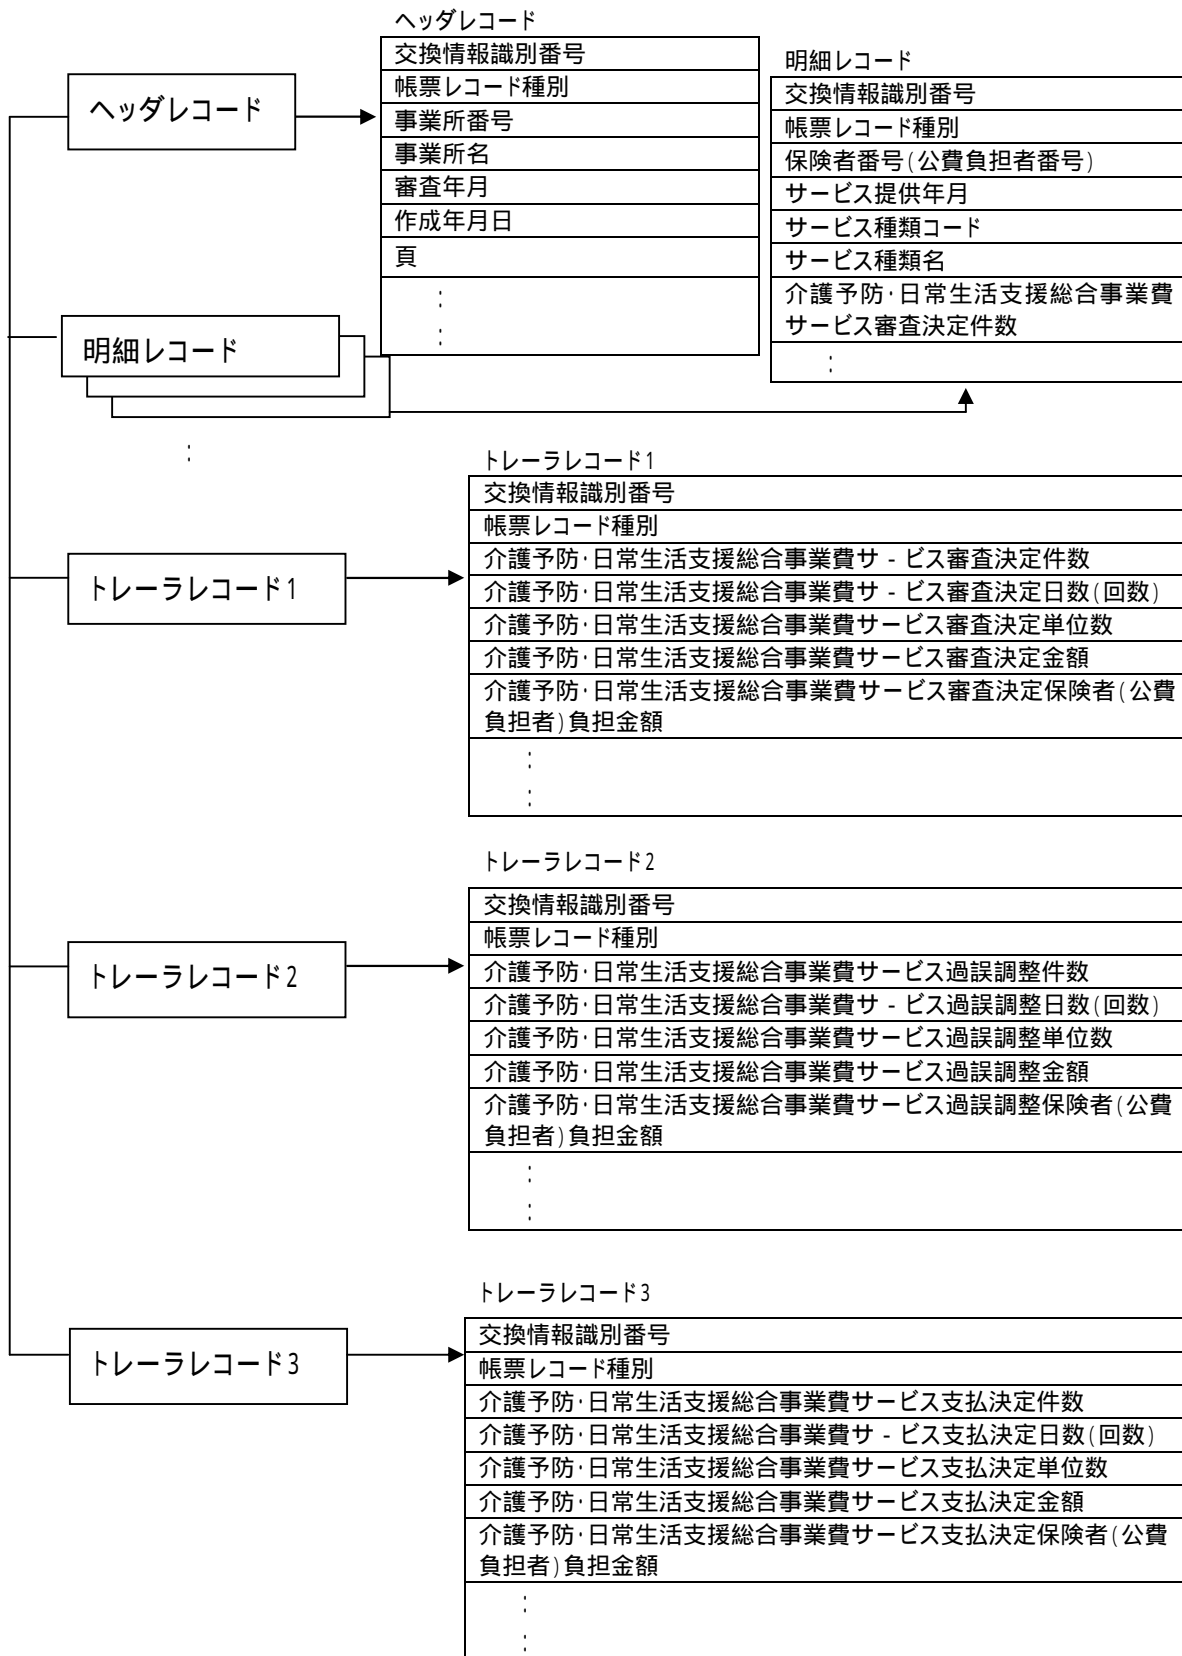 ヘッダレコード
ヘッダレコード
交換情報識別番号
帳票レコード種別
事業所番号
事業所名
審査年月
作成年月日
頁
:
:
明細レコード
明細レコード
交換情報識別番号
帳票レコード種別
保険者番号(公費負担者番号)
サービス提供年月
サービス種類コード
サービス種類名
介護予防・日常生活支援総合事業費
サービス審査決定件数
:
:
トレーラレコード1
トレーラレコード1
交換情報識別番号
帳票レコード種別
介護予防・日常生活支援総合事業費サ-ビス審査決定件数
介護予防・日常生活支援総合事業費サ-ビス審査決定日数(回数)
介護予防・日常生活支援総合事業費サービス審査決定単位数
介護予防・日常生活支援総合事業費サービス審査決定金額
介護予防・日常生活支援総合事業費サービス審査決定保険者(公費
負担者)負担金額
:
:
トレーラレコード2
トレーラレコード2
交換情報識別番号
帳票レコード種別
介護予防・日常生活支援総合事業費サービス過誤調整件数
介護予防・日常生活支援総合事業費サ-ビス過誤調整日数(回数)
介護予防・日常生活支援総合事業費サービス過誤調整単位数
介護予防・日常生活支援総合事業費サービス過誤調整金額
介護予防・日常生活支援総合事業費サービス過誤調整保険者(公費
負担者)負担金額
:
:
トレーラレコード3
トレーラレコード3
交換情報識別番号
帳票レコード種別
介護予防・日常生活支援総合事業費サービス支払決定件数
介護予防・日常生活支援総合事業費サ-ビス支払決定日数(回数)
介護予防・日常生活支援総合事業費サービス支払決定単位数
介護予防・日常生活支援総合事業費サービス支払決定金額
介護予防・日常生活支援総合事業費サービス支払決定保険者(公費
負担者)負担金額
:
: